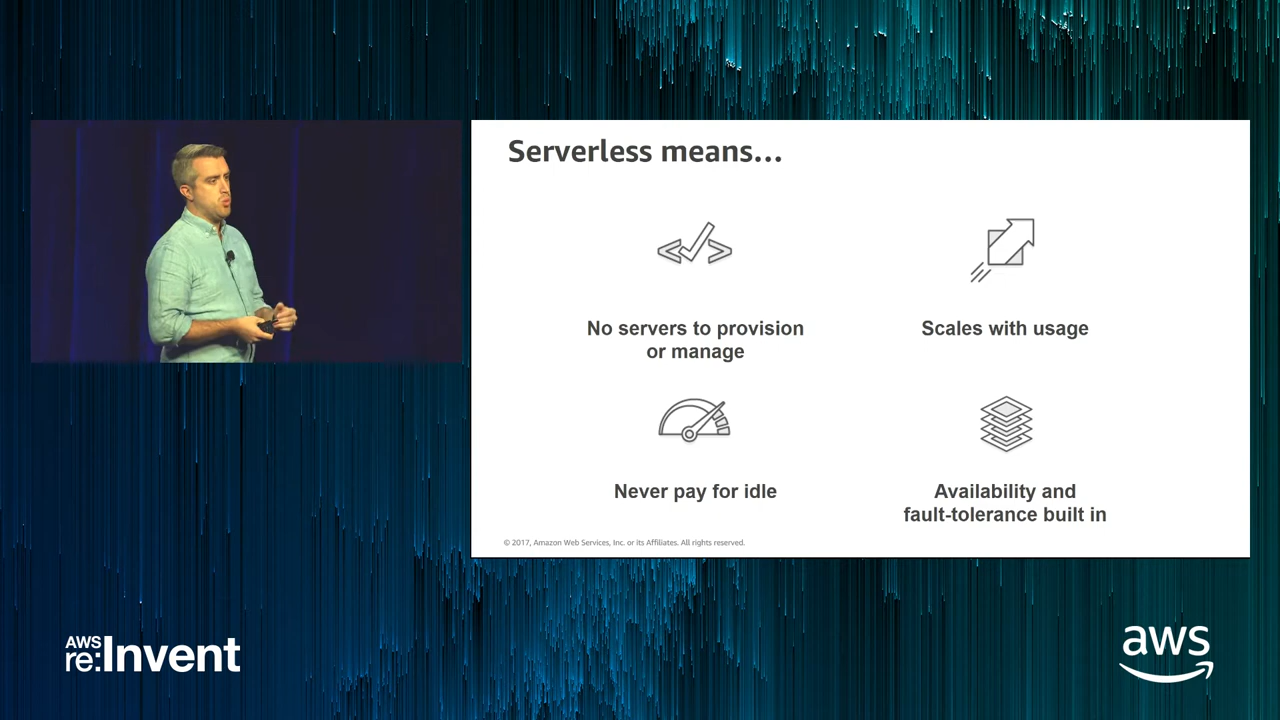 Serverless means...
No servers to provision
or manage
Scales with usage
Never pay for idle
Availability and
fault-tolerance built in
© 2017, Amazon Web Services, Inc. or its Affiliates. All rights reserved.
AWS
re:Invent
aws